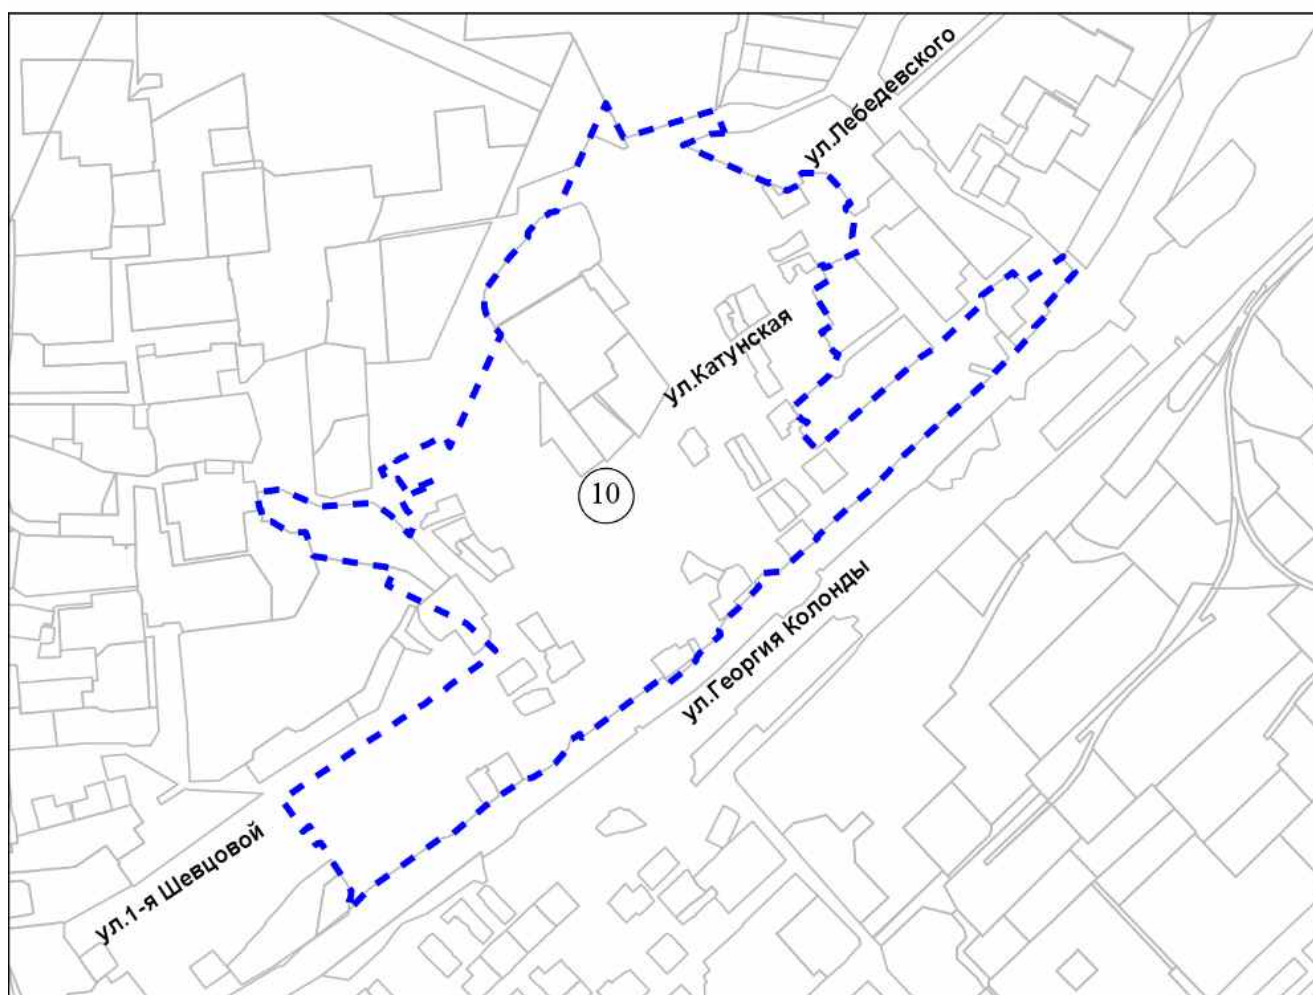 ул.Лебедевского
ул.Катунская
10
ул.Георгия Колонды
ул.1-я Шевцовой